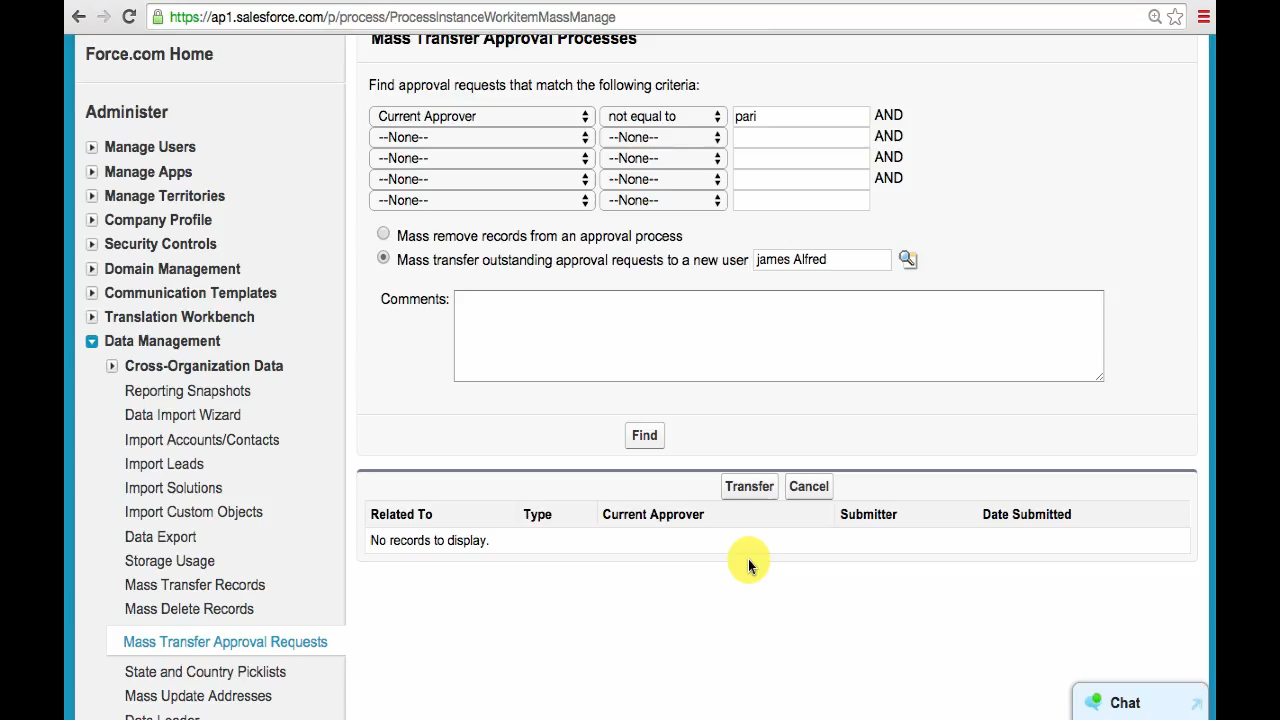 https://ap1.salesforce.com/p/process/ProcessInstanceWorkitemMassManage
Force.com Home
Administer
Manage Users
Manage Apps
Manage Territories
Company Profile
Security Controls
Domain Management
Communication Templates
Translation Workbench
Data Management
Cross-Organization Data
Reporting Snapshots
Data Import Wizard
Import Accounts/Contacts
Import Leads
Import Solutions
Import Custom Objects
Data Export
Storage Usage
Mass Transfer Records
Mass Delete Records
Mass Transfer Approval Requests
State and Country Picklists
Mass Update Addresses
Data Loader
Mass Transfer Approval Processes
Find approval requests that match the following criteria:
Current Approver not equal to pari AND
--None-- --None-- AND
--None-- --None-- AND
--None-- --None-- AND
--None-- --None--
Mass remove records from an approval process
Mass transfer outstanding approval requests to a new user james Alfred
Comments:
Find
Transfer Cancel
Related To Type Current Approver Submitter Date Submitted
No records to display.
Chat